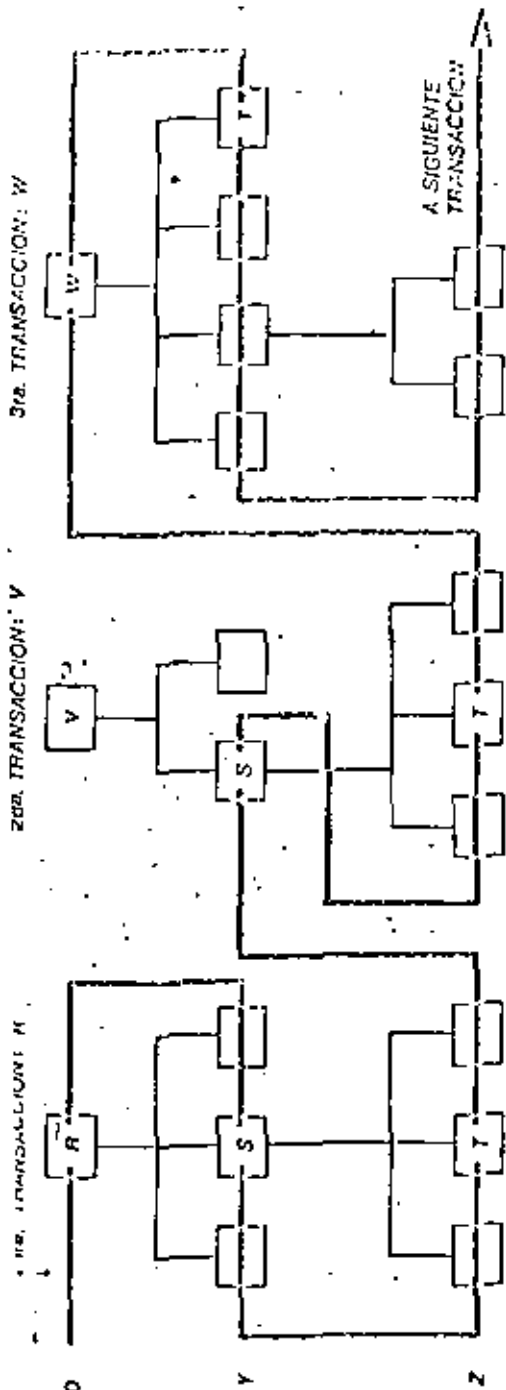 TRANSACCION: R
2da. TRANSACCION: V
3ra. TRANSACCION: W
R
V
W
Y
S
S
T
Z
T
T
A SIGUIENTE
TRANSACCION